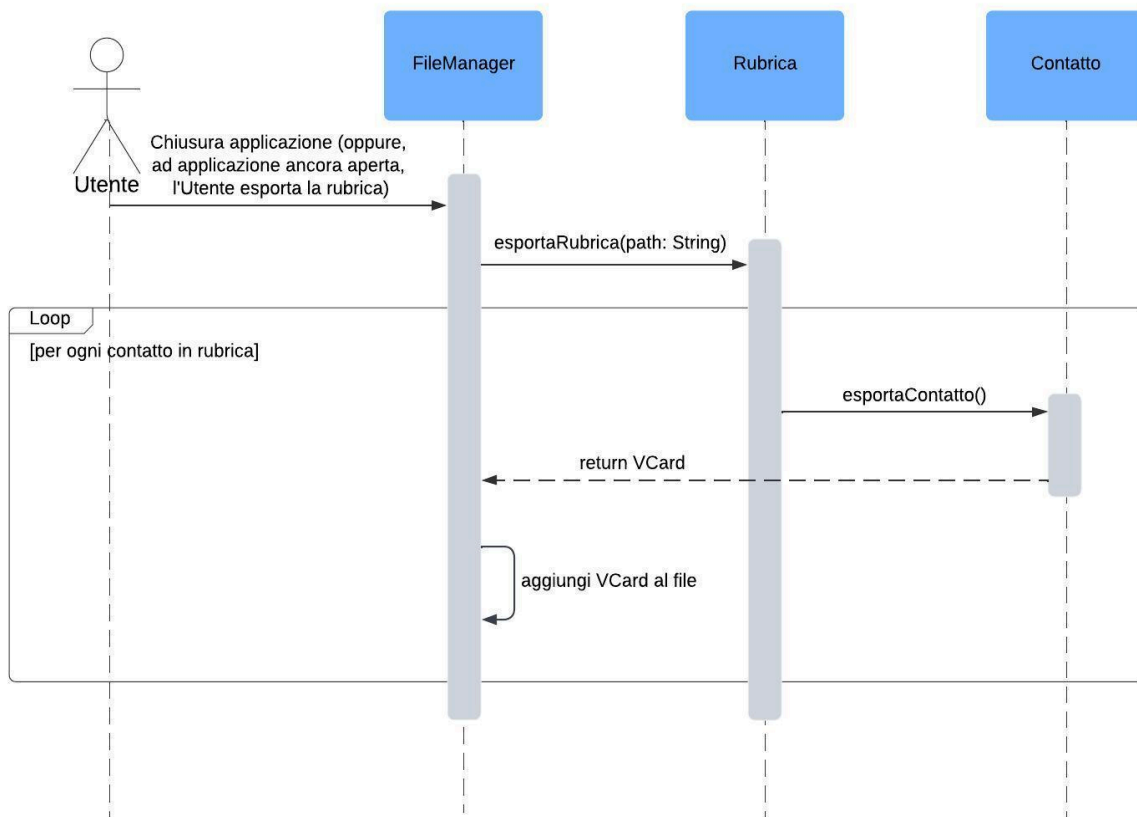 FileManager
Rubrica
Contatto
Utente
Chiusura applicazione (oppure,
ad applicazione ancora aperta,
l'Utente esporta la rubrica)
esportaRubrica(path: String)
Loop
[per ogni contatto in rubrica]
esportaContatto()
return VCard
aggiungi VCard al file